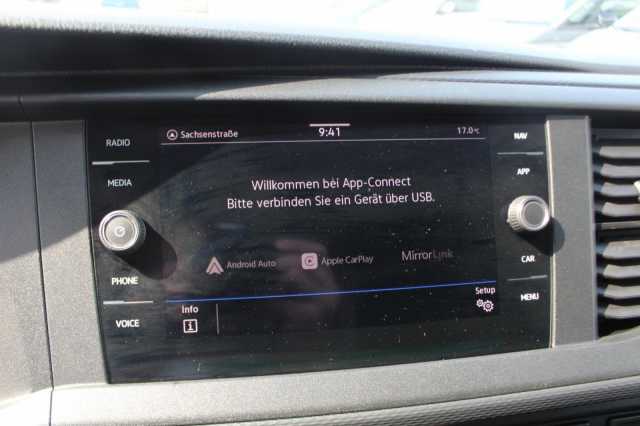 RADIO
MEDIA
PHONE
VOICE
Sachsenstraße 9:41 17.0°C
Willkommen bei App-Connect
Bitte verbinden Sie ein Gerät über USB.
Android Auto Apple CarPlay MirrorLink
Info Setup
NAV
APP
CAR
MENU